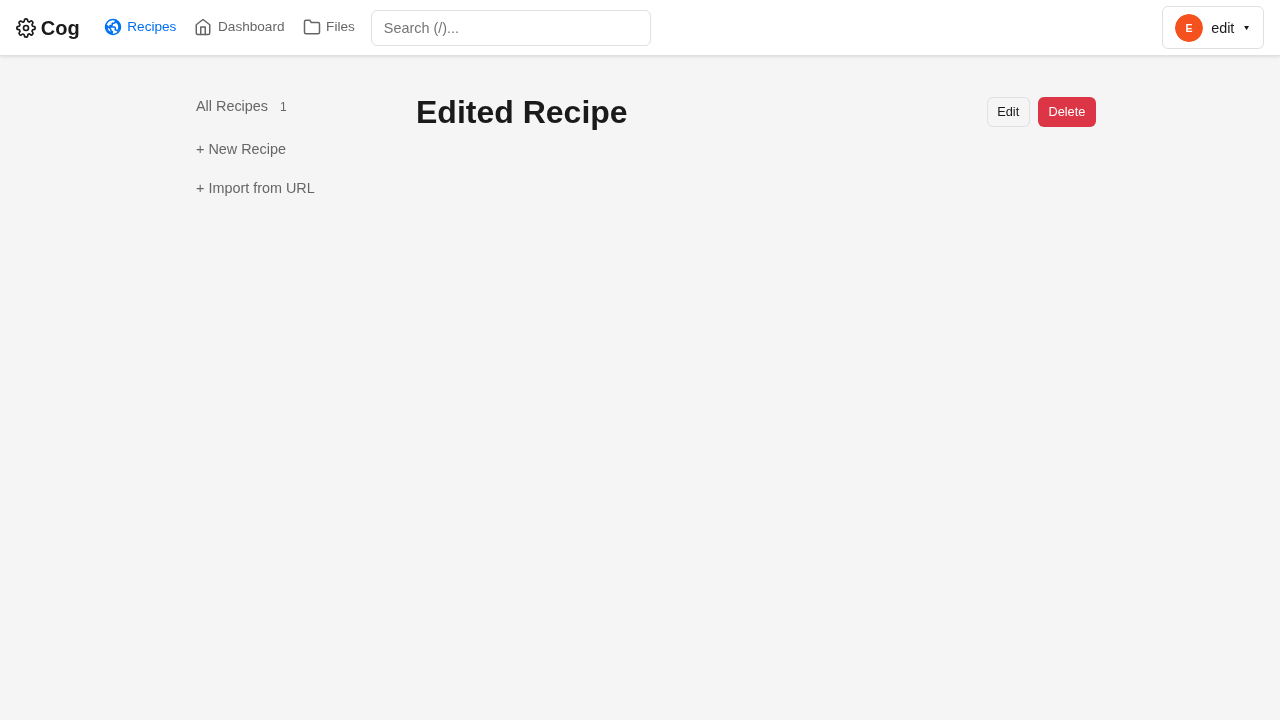 Cog Recipes Dashboard Files Search (/)... E edit
All Recipes 1
+ New Recipe
+ Import from URL
Edited Recipe Edit Delete